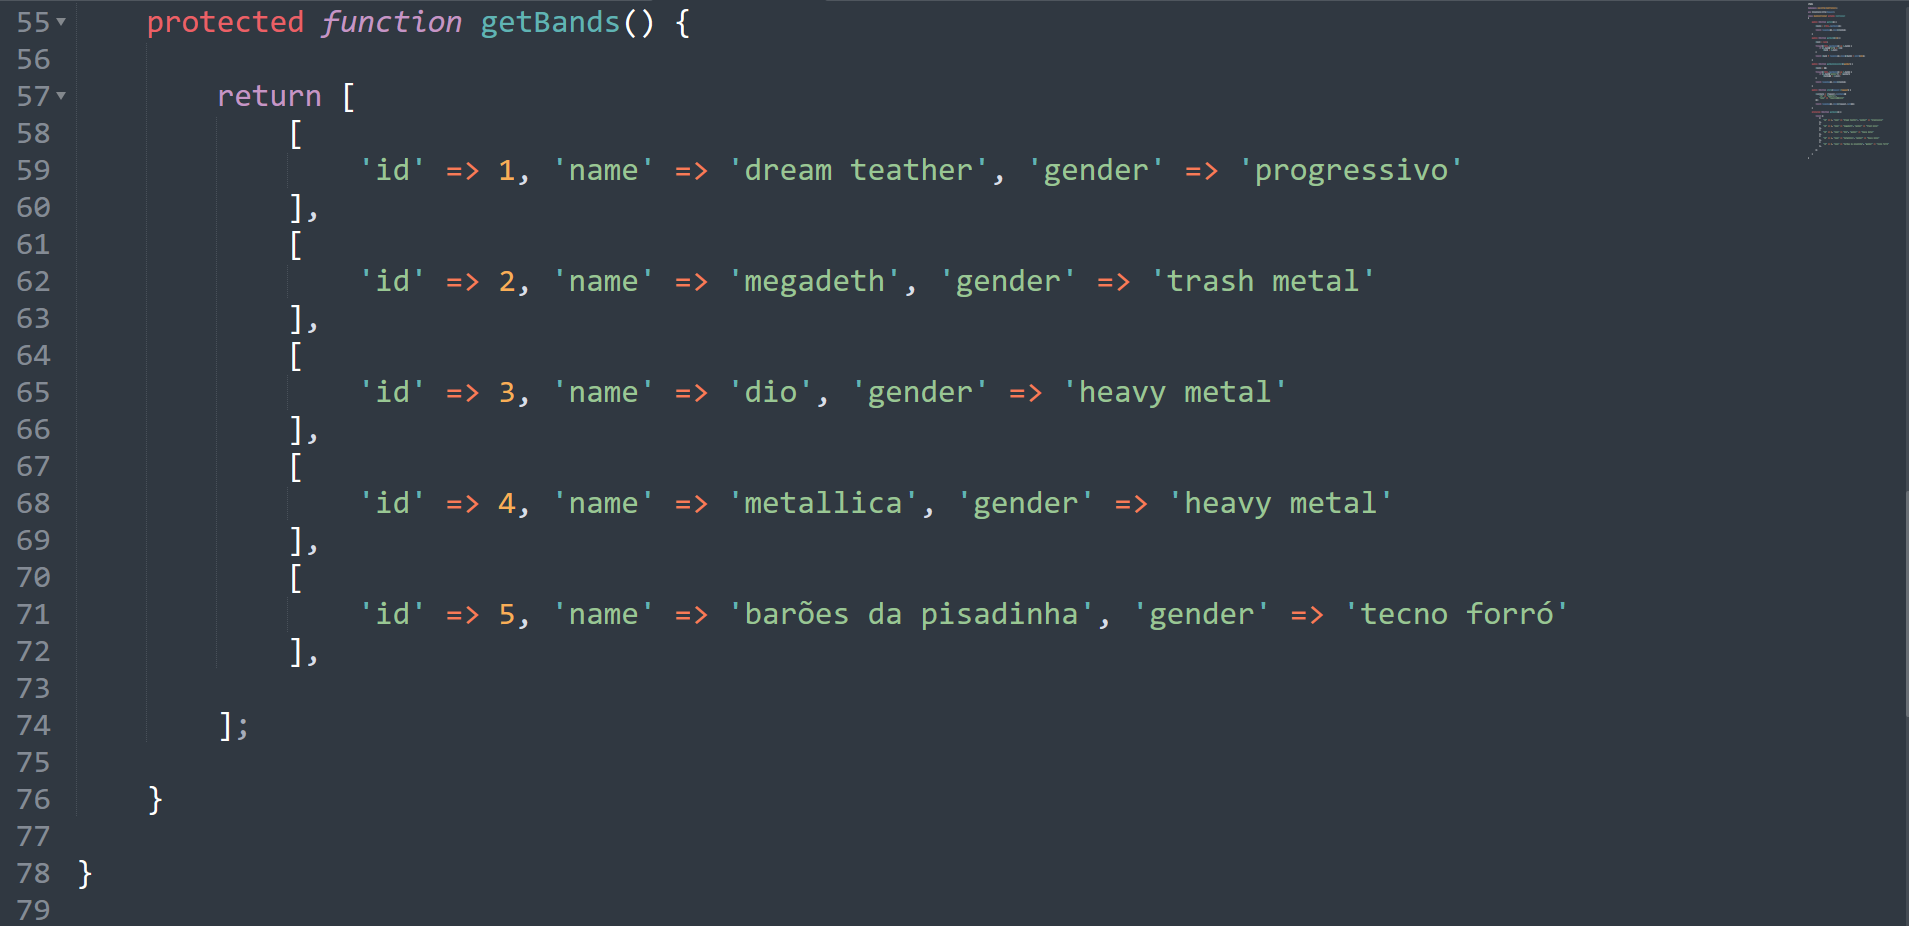 55 protected function getBands() {
56
57 return [
58 [
59 'id' => 1, 'name' => 'dream teather', 'gender' => 'progressivo'
60 ],
61 [
62 'id' => 2, 'name' => 'megadeth', 'gender' => 'trash metal'
63 ],
64 [
65 'id' => 3, 'name' => 'dio', 'gender' => 'heavy metal'
66 ],
67 [
68 'id' => 4, 'name' => 'metallica', 'gender' => 'heavy metal'
69 ],
70 [
71 'id' => 5, 'name' => 'barões da pisadinha', 'gender' => 'tecno forró'
72 ],
73
74 ];
75
76 }
77
78 }
79